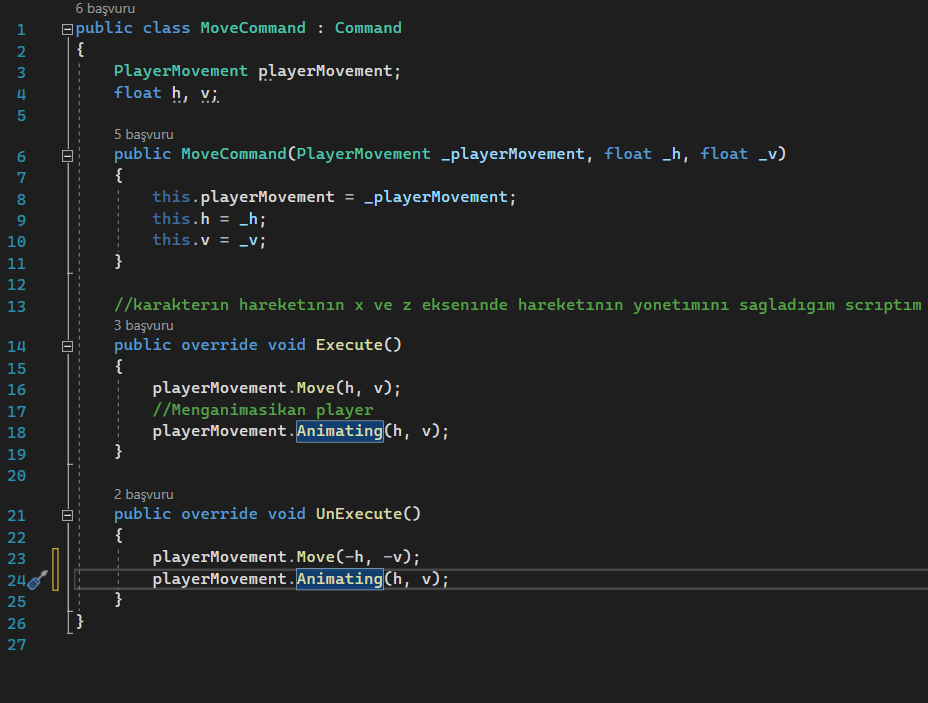 6 başvuru
1 public class MoveCommand : Command
2 {
3 PlayerMovement playerMovement;
4 float h, v;
5
5 başvuru
6 public MoveCommand(PlayerMovement _playerMovement, float _h, float _v)
7 {
8 this.playerMovement = _playerMovement;
9 this.h = _h;
10 this.v = _v;
11 }
12
13 //karakterın hareketının x ve z eksenınde hareketının yonetımını sagladıgım scrıptım
3 başvuru
14 public override void Execute()
15 {
16 playerMovement.Move(h, v);
17 //Menganimasikan player
18 playerMovement.Animating(h, v);
19 }
20
2 başvuru
21 public override void UnExecute()
22 {
23 playerMovement.Move(-h, -v);
24 playerMovement.Animating(h, v);
25 }
26 }
27